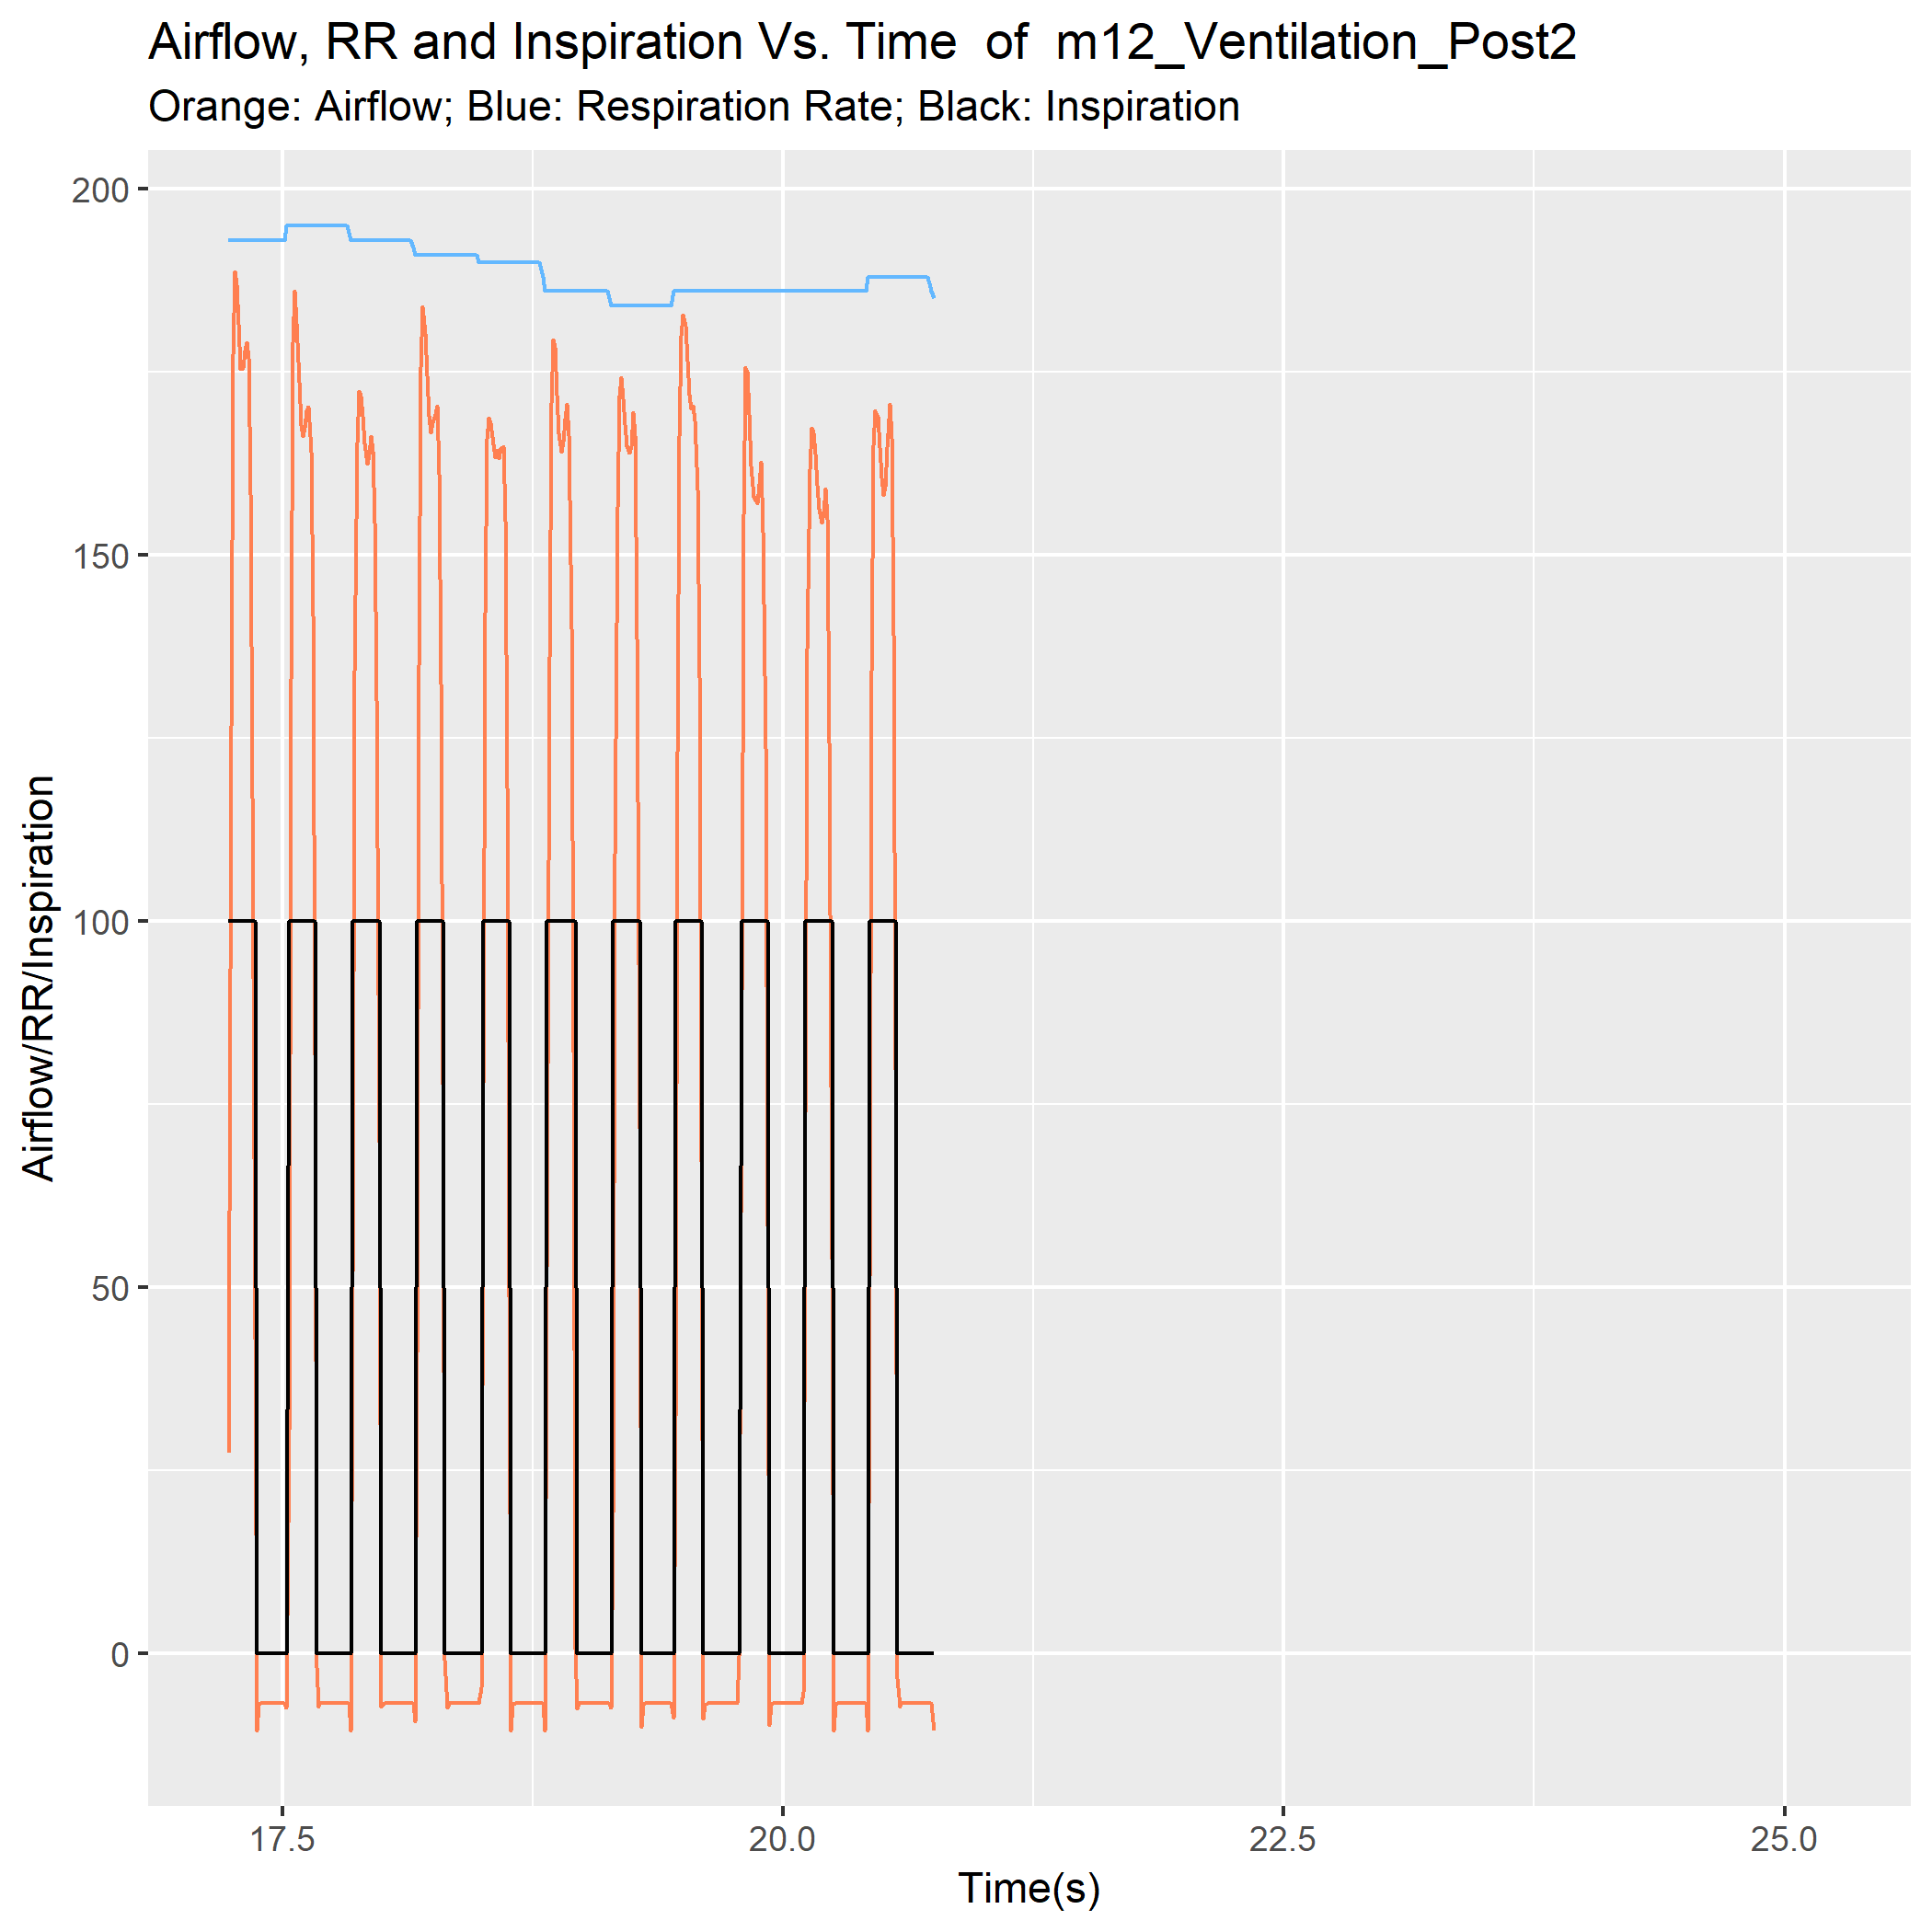 Airflow, RR and Inspiration Vs. Time  of  m12_Ventilation_Post2
Orange: Airflow; Blue: Respiration Rate; Black: Inspiration
Airflow/RR/Inspiration
200
150
100
50
0
17.5 20.0 22.5 25.0
Time(s)